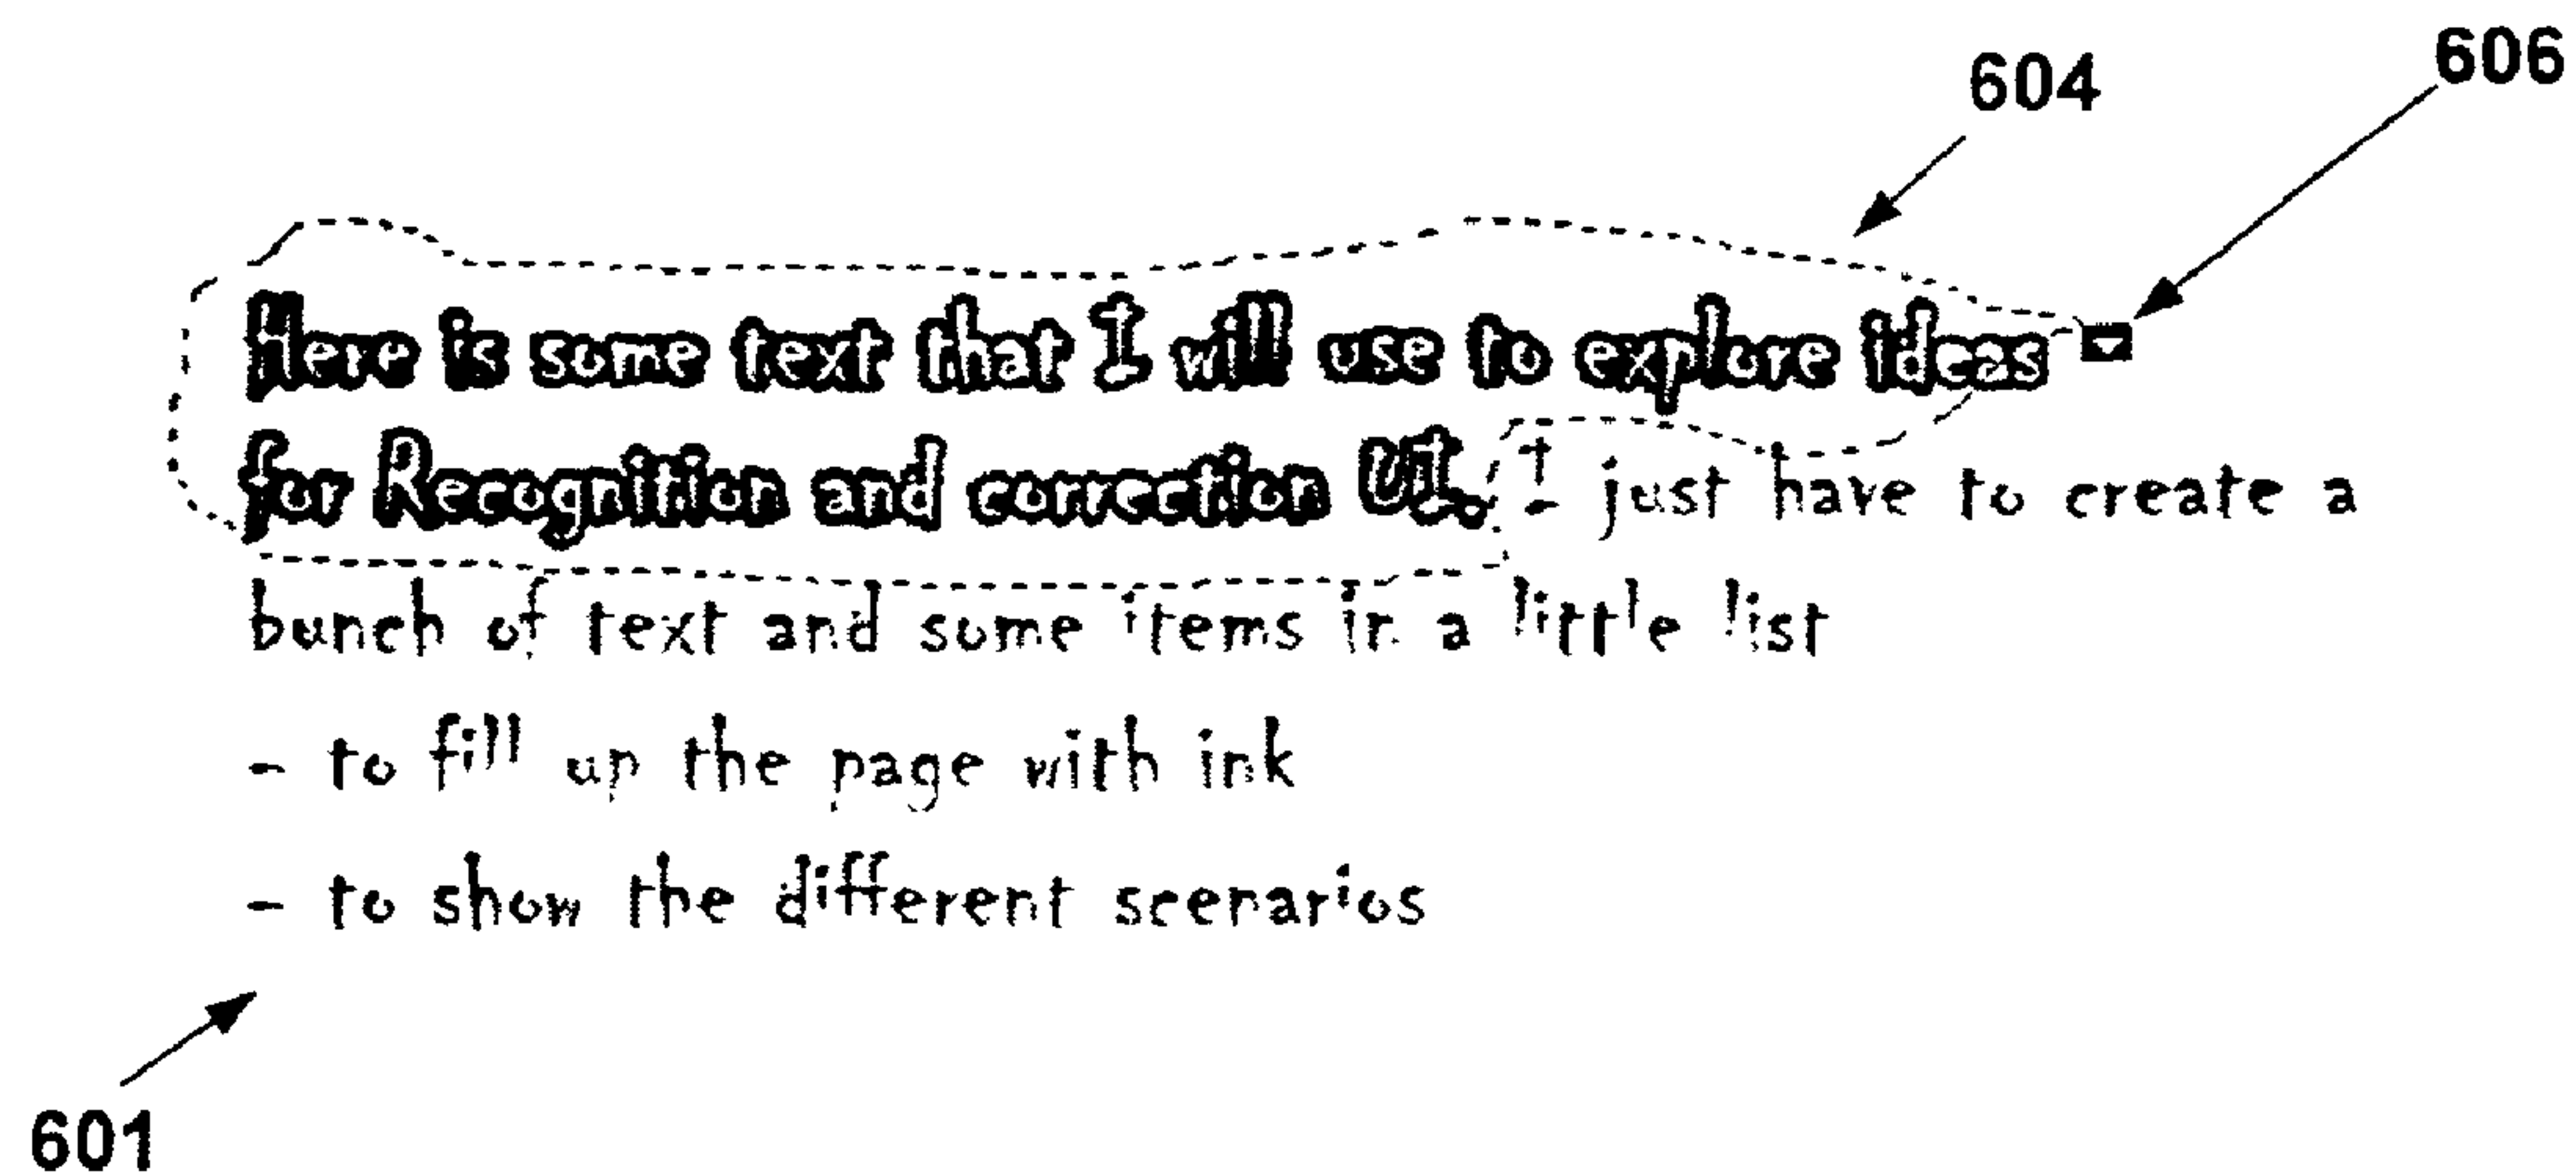 606
604
Here is some text that I will use to explore ideas
for Recognition and correction UI. I just have to create a
bunch of text and some items in a little list
- to fill up the page with ink
- to show the different scenarios
601